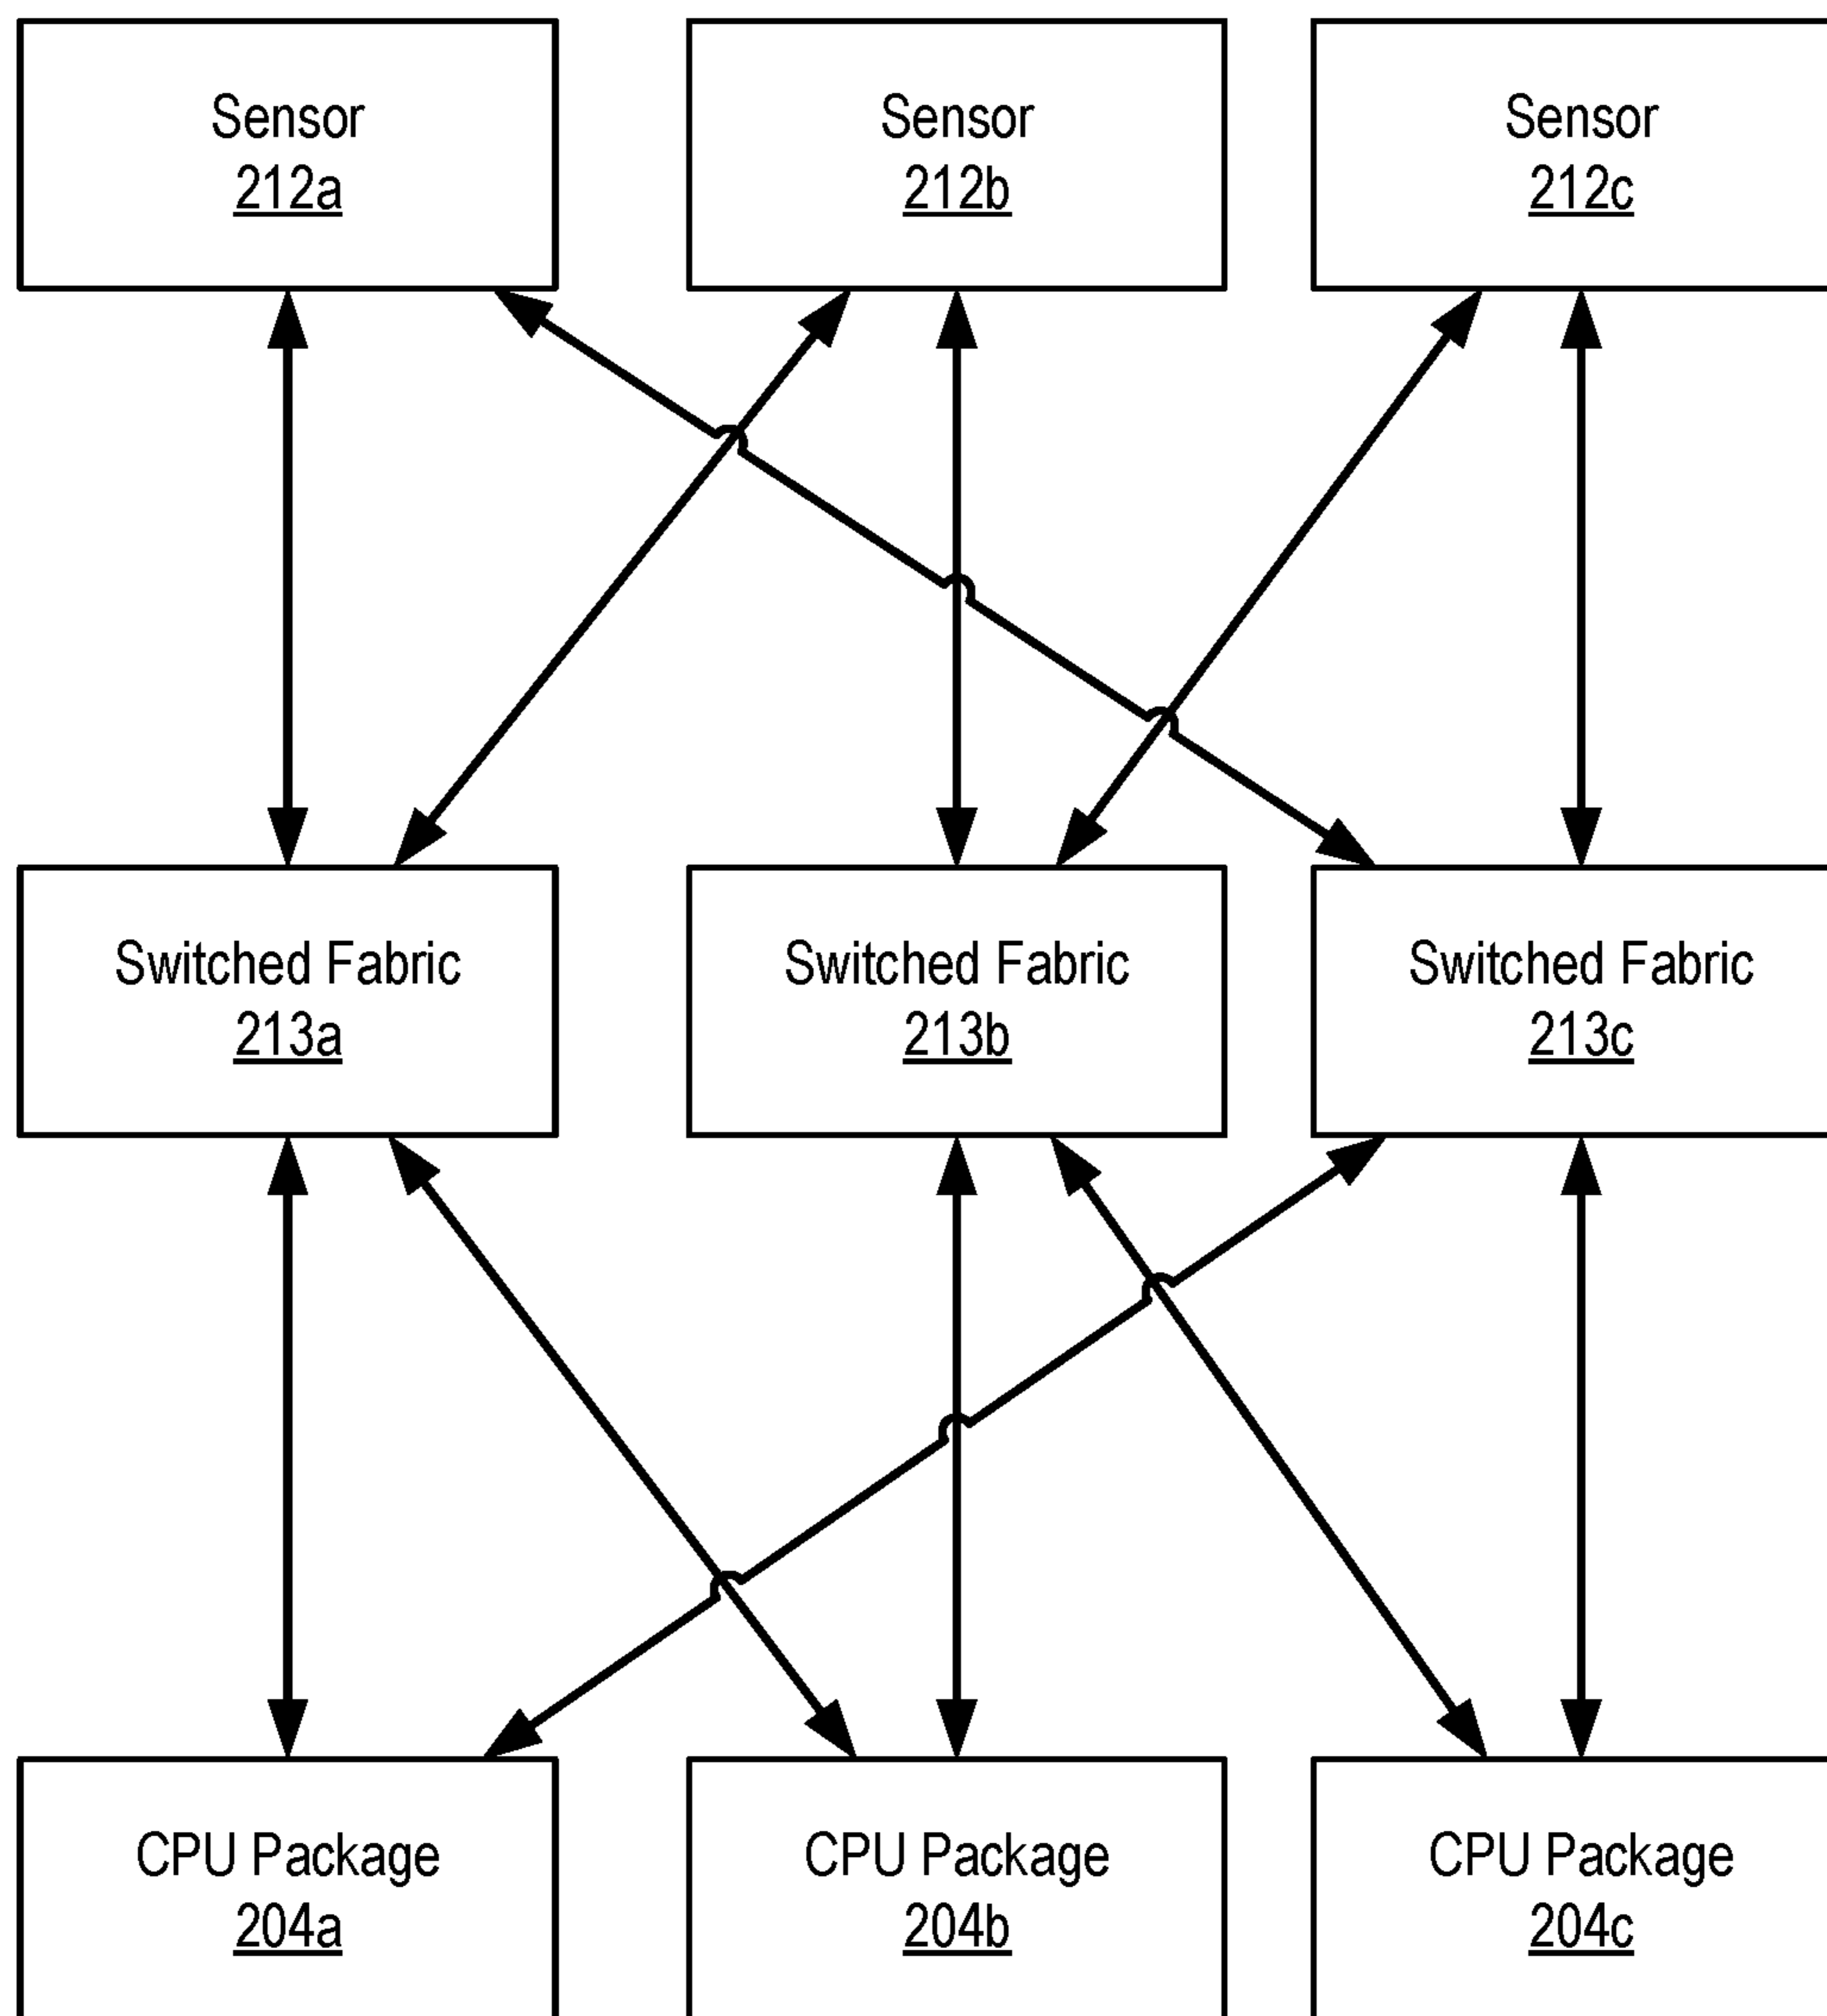 Sensor
212a
Sensor
212b
Sensor
212c
Switched Fabric
213a
Switched Fabric
213b
Switched Fabric
213c
CPU Package
204a
CPU Package
204b
CPU Package
204c